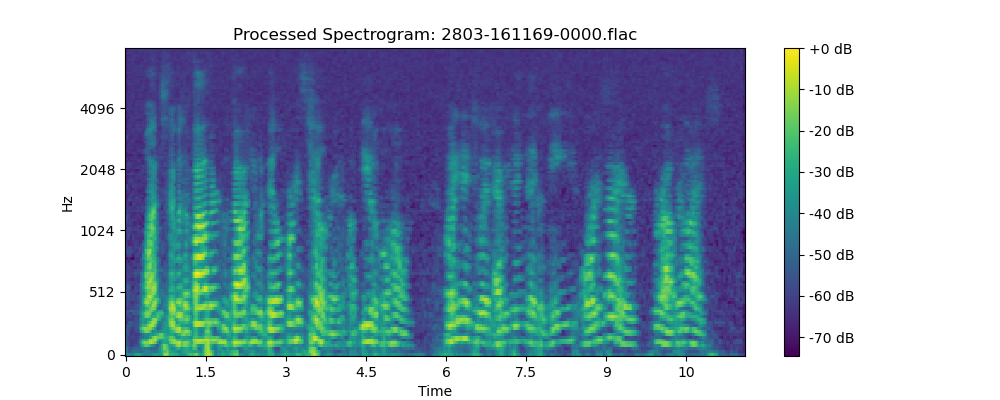 Processed Spectrogram: 2803-161169-0000.flac
+0 dB
-10 dB
-20 dB
-30 dB
-40 dB
-50 dB
-60 dB
-70 dB
4096
2048
1024
512
0
Hz
0 1.5 3 4.5 6 7.5 9 10
Time